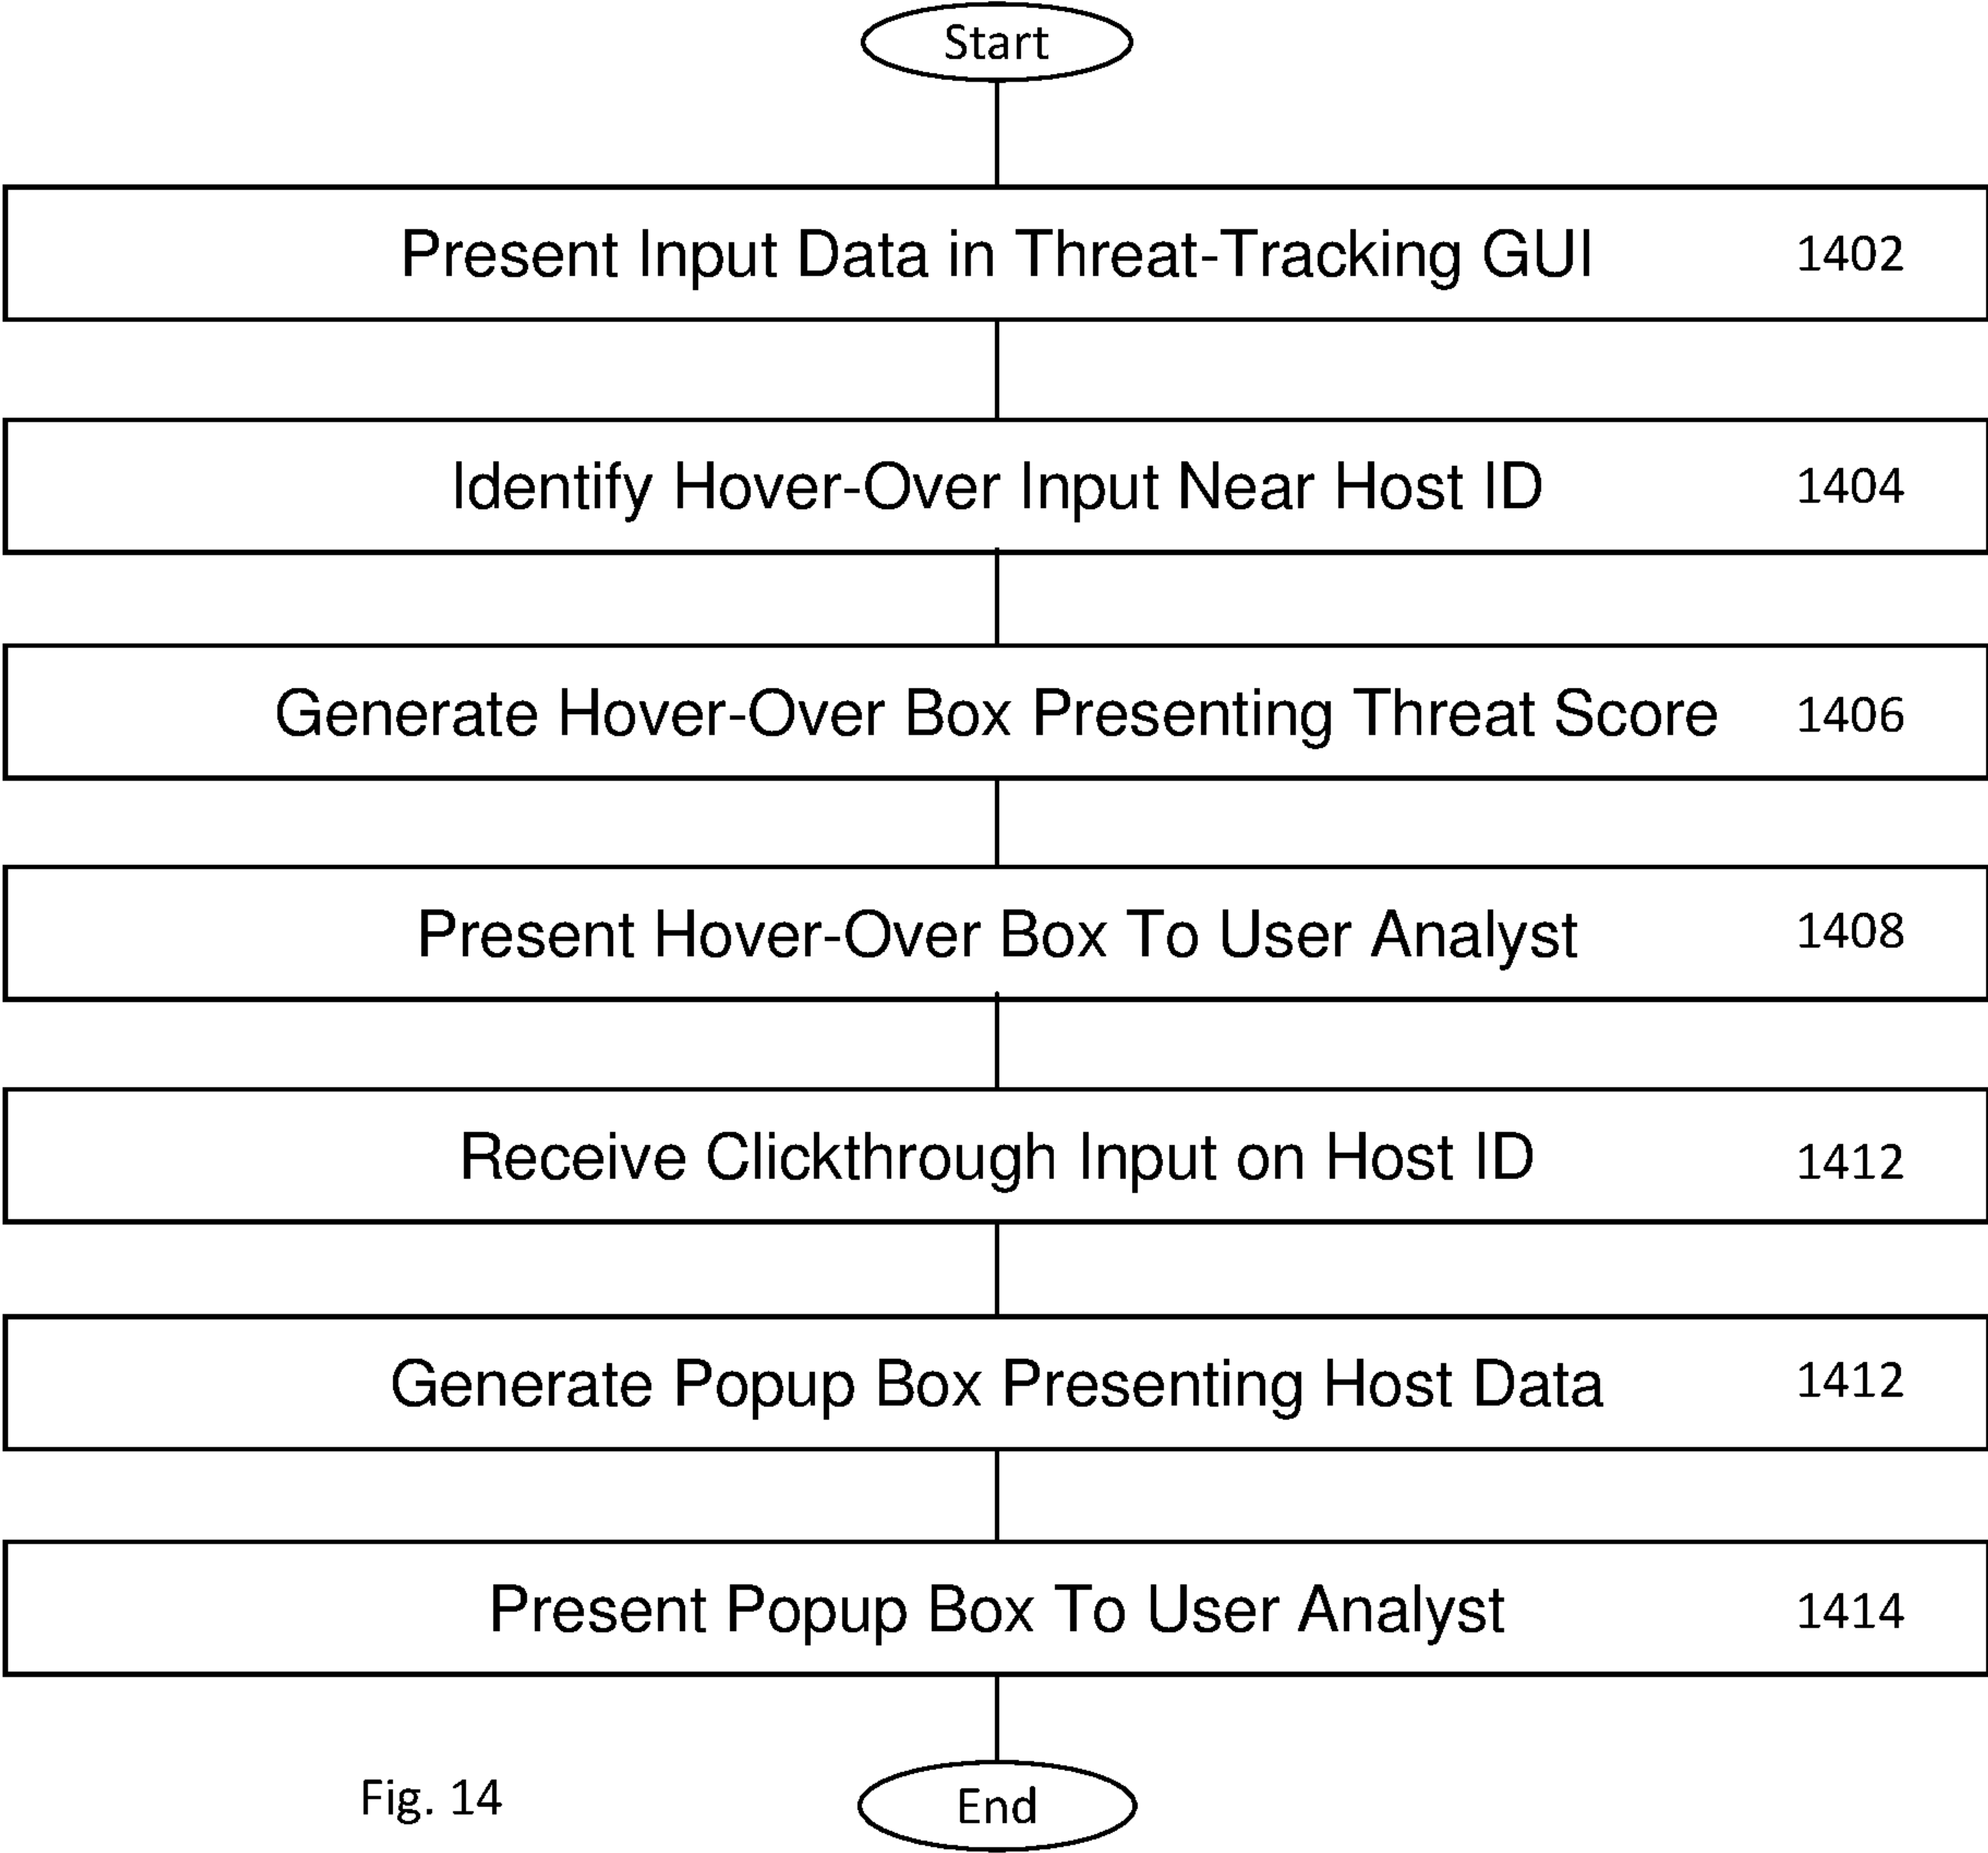 Start
Present Input Data in Threat-Tracking GUI 1402
Identify Hover-Over Input Near Host ID 1404
Generate Hover-Over Box Presenting Threat Score 1406
Present Hover-Over Box To User Analyst 1408
Receive Clickthrough Input on Host ID 1412
Generate Popup Box Presenting Host Data 1412
Present Popup Box To User Analyst 1414
End
Fig. 14